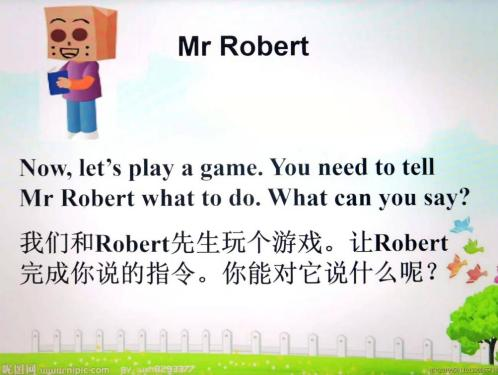 Mr Robert
Now, let's play a game. You need to tell
Mr Robert what to do. What can you say?
我们和Robert先生玩个游戏。让Robert
完成你说的指令。你能对它说什么呢？
昵图网 www.nipic.com